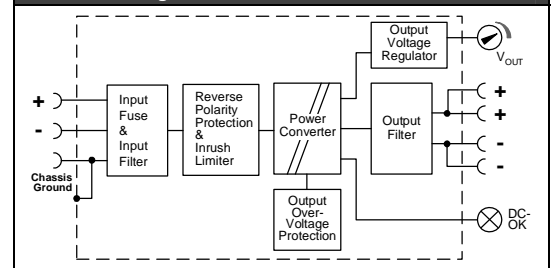 Output
Voltage
Regulator
VOUT
+
-
Chassis
Ground
Input
Fuse
&
Input
Filter
Reverse
Polarity
Protection
&
Inrush
Limiter
Power
Converter
Output
Filter
+
+
-
-
Output
Over-
Voltage
Protection
DC-
OK